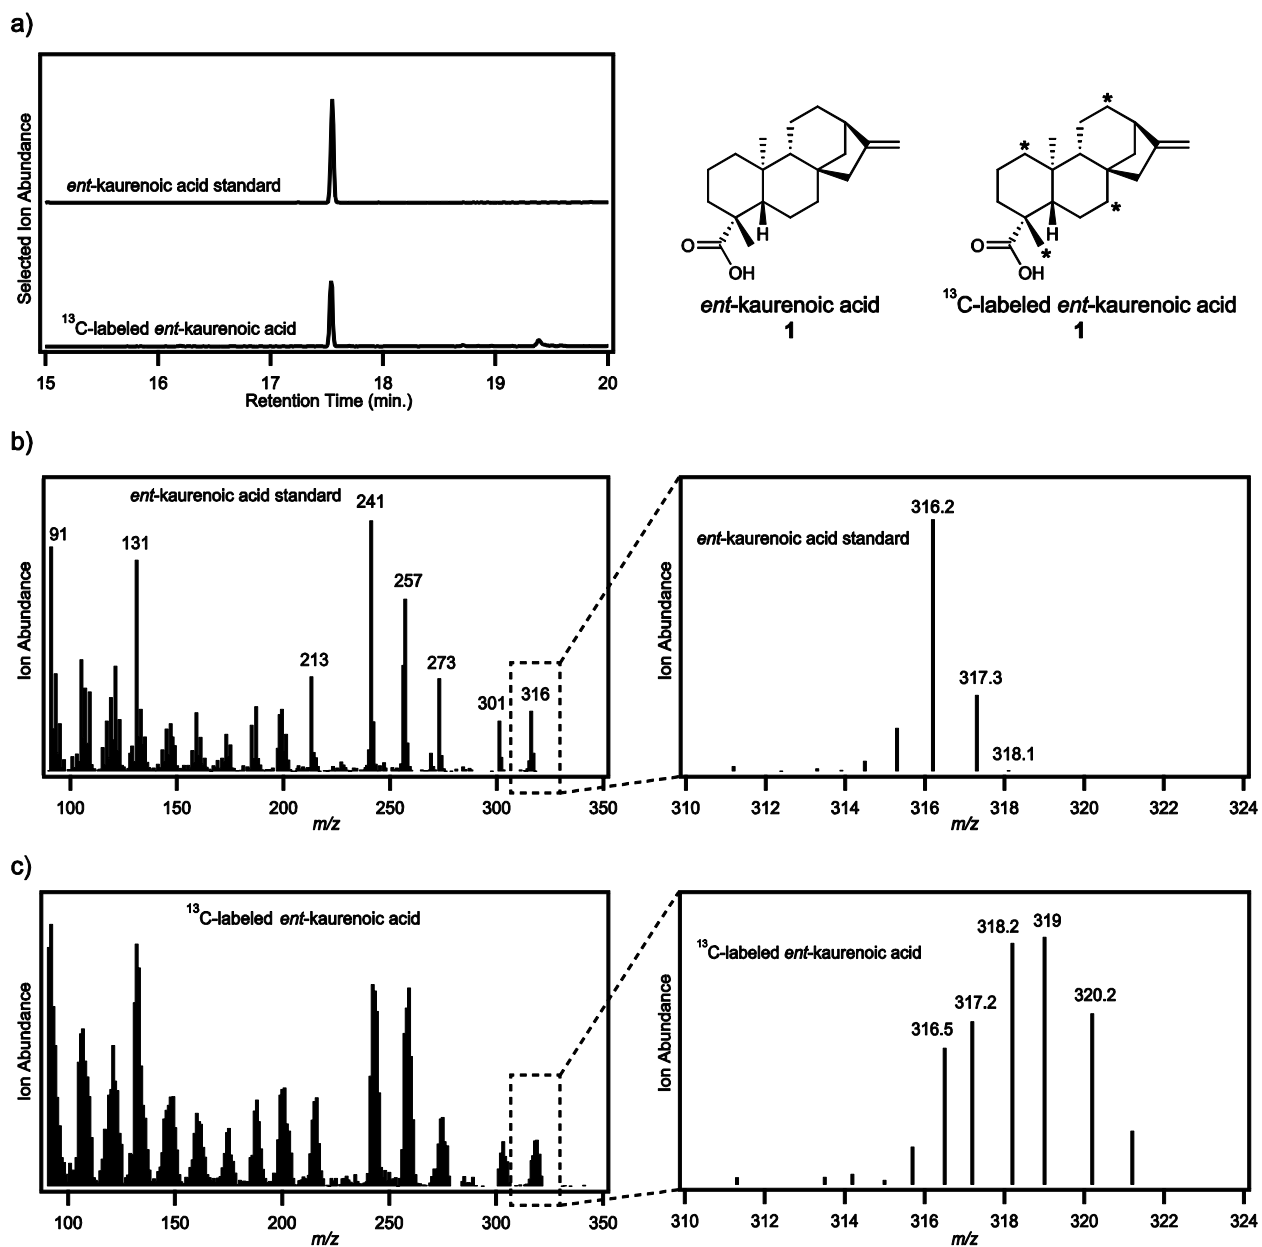 a)
Selected Ion Abundance
ent-kaurenoic acid standard
¹³C-labeled ent-kaurenoic acid
15 16 17 18 19 20
Retention Time (min.)
H
O
OH
ent-kaurenoic acid
1
*
*
*
*
H
O
OH
¹³C-labeled ent-kaurenoic acid
1
b)
Ion Abundance
ent-kaurenoic acid standard
91
131
213
241
257
273
301
316
100 150 200 250 300 350
m/z
Ion Abundance
ent-kaurenoic acid standard
316.2
317.3
318.1
310 312 314 316 318 320 322 324
m/z
c)
Ion Abundance
¹³C-labeled ent-kaurenoic acid
100 150 200 250 300 350
m/z
Ion Abundance
¹³C-labeled ent-kaurenoic acid
316.5
317.2
318.2
319
320.2
310 312 314 316 318 320 322 324
m/z